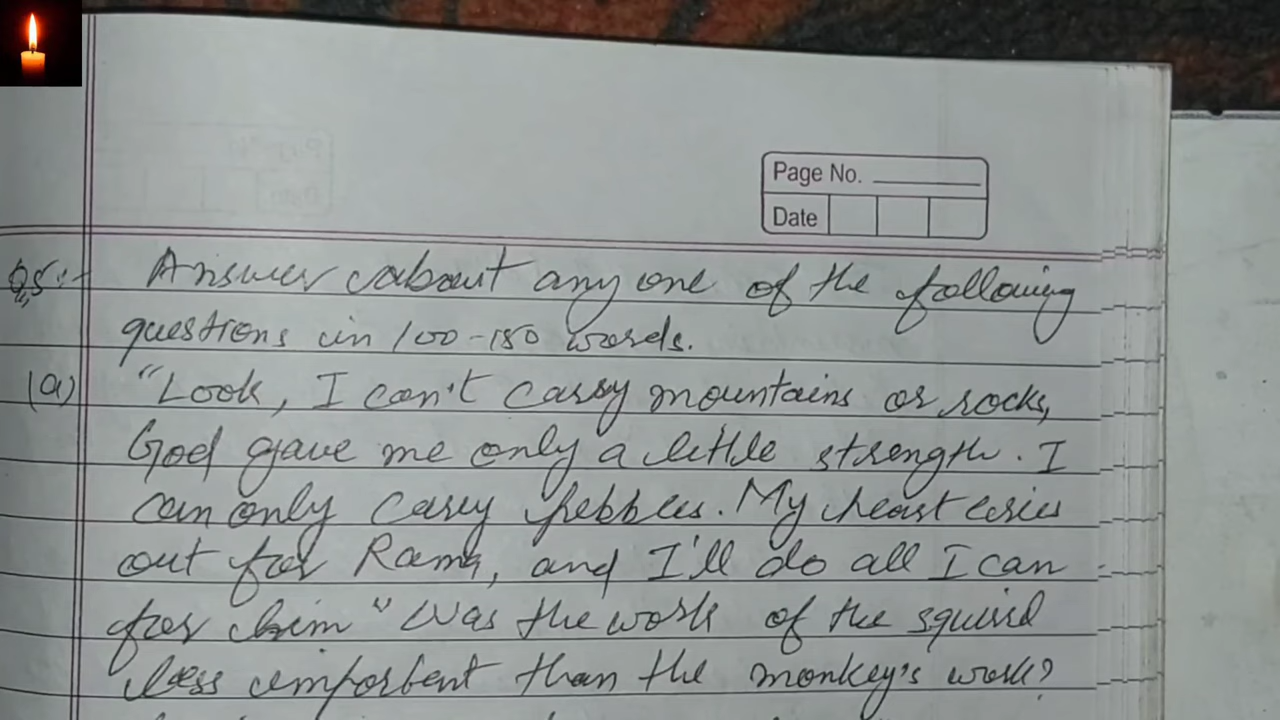 Page No.
Date
Q5:- Answer about any one of the following
questions in 100-150 words.
(a) "Look, I can't carry mountains or rocks,
God gave me only a little strength. I
can only carry pebbles. My heart cries
out for Rama, and I'll do all I can
for him" Was the work of the squirel
less importent than the monkey's work?